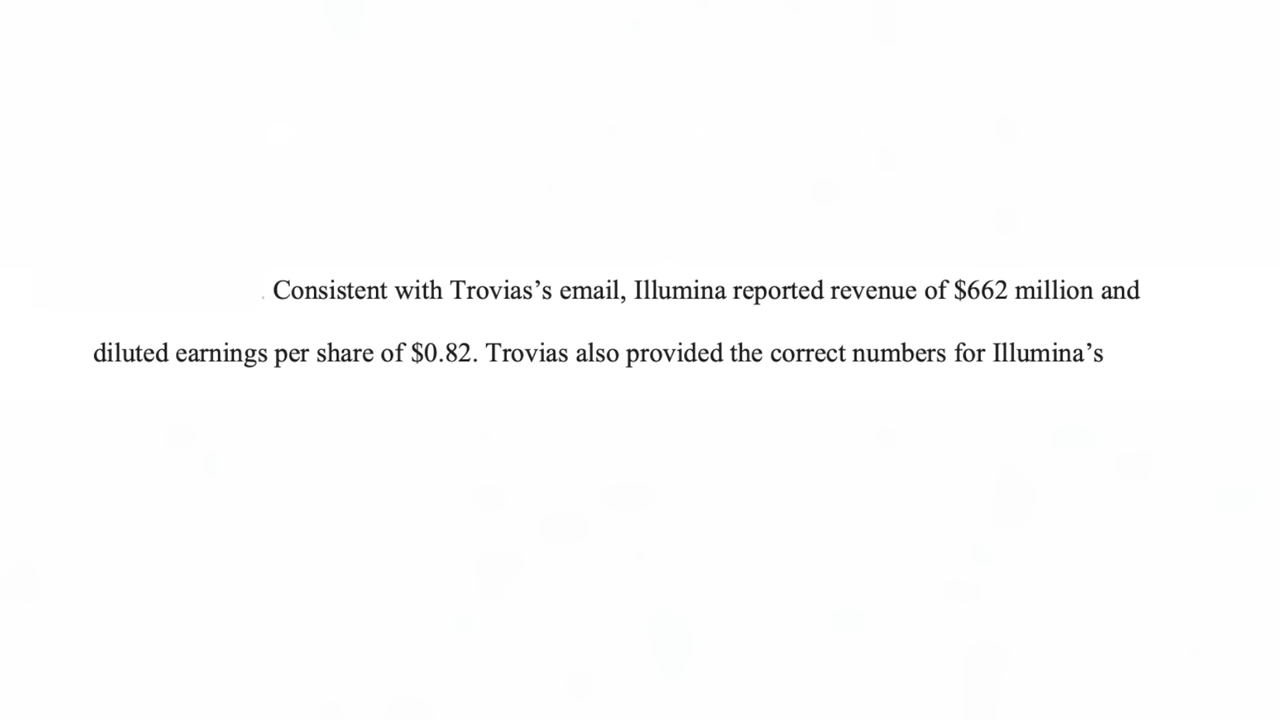 Consistent with Trovias’s email, Illumina reported revenue of $662 million and
diluted earnings per share of $0.82. Trovias also provided the correct numbers for Illumina’s